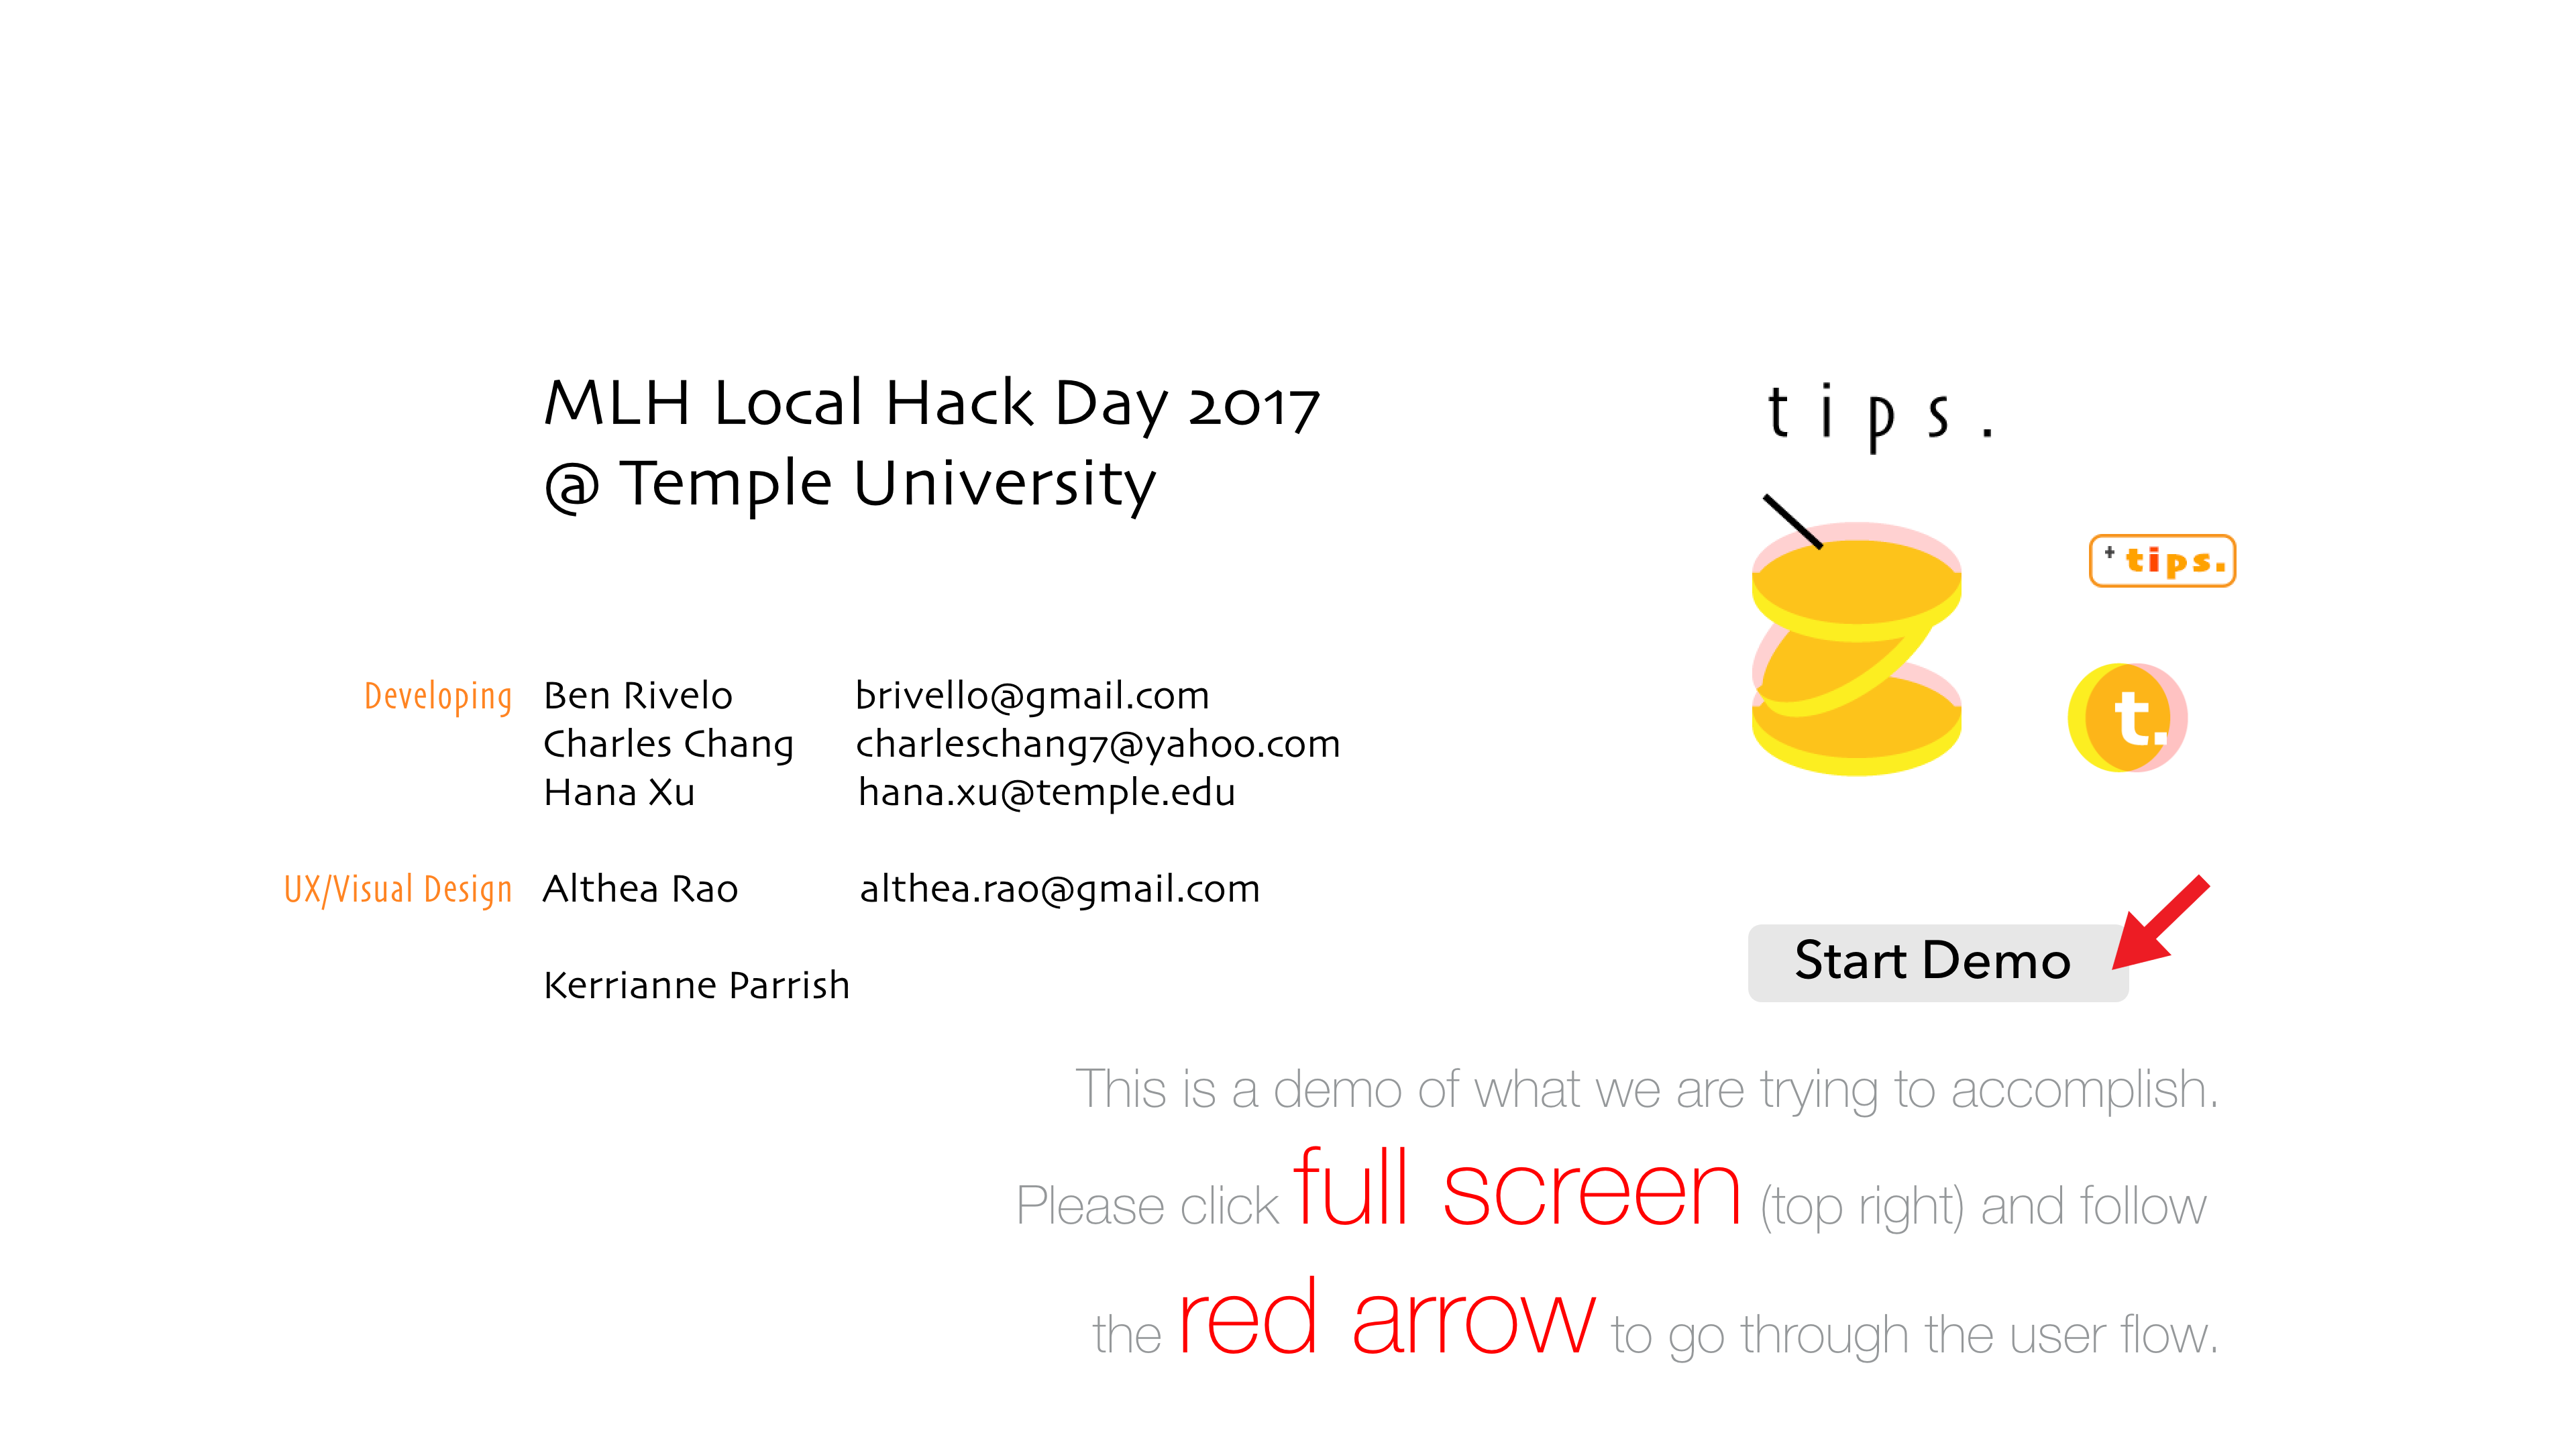 MLH Local Hack Day 2017
@ Temple University
Developing Ben Rivelo brivello@gmail.com
Charles Chang charleschang7@yahoo.com
Hana Xu hana.xu@temple.edu
UX/Visual Design Althea Rao althea.rao@gmail.com
Kerrianne Parrish
tips.
+ tips.
t.
Start Demo
This is a demo of what we are trying to accomplish.
Please click full screen (top right) and follow
the red arrow to go through the user flow.